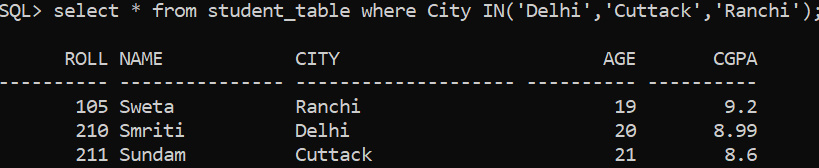 SQL> select * from student_table where City IN('Delhi','Cuttack','Ranchi');
ROLL NAME CITY AGE CGPA
---------- --------------- -------------------- ---------- ----------
105 Sweta Ranchi 19 9.2
210 Smriti Delhi 20 8.99
211 Sundam Cuttack 21 8.6